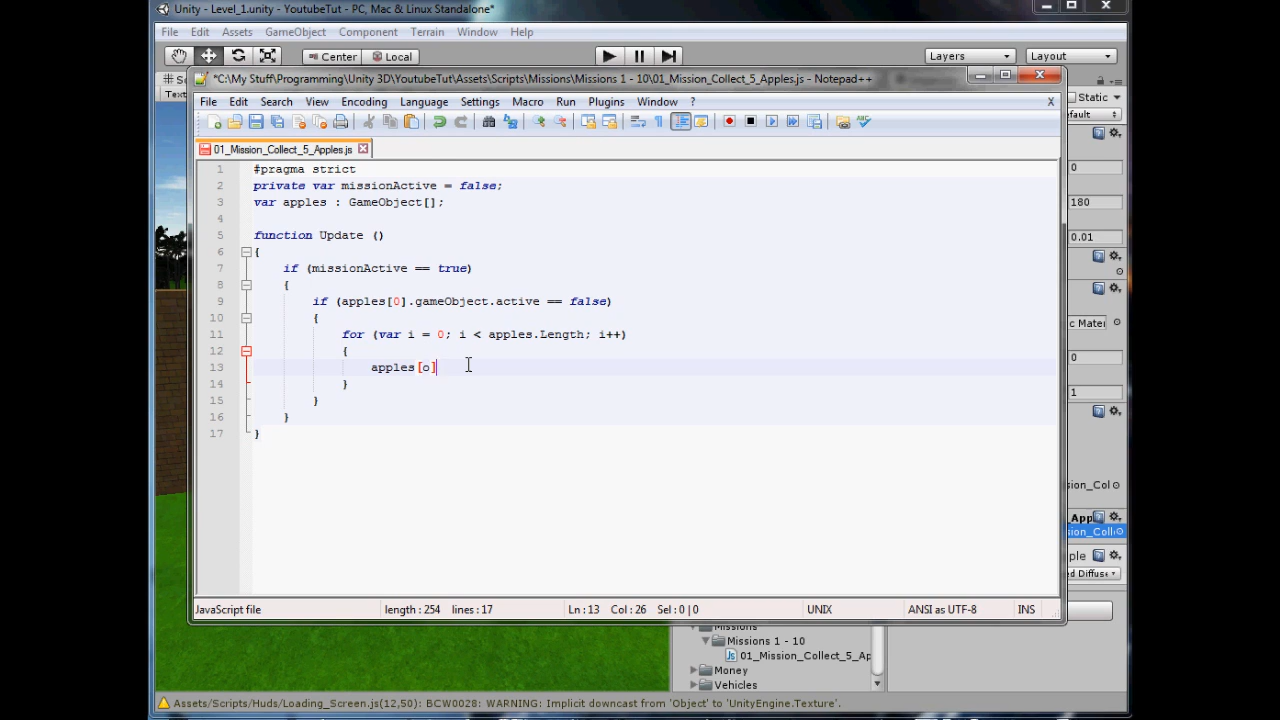 Unity - Level_1.unity - YoutubeTut - PC, Mac & Linux Standalone*
File Edit Assets GameObject Component Terrain Window Help
Center Local Layers Layout
*C:\My Stuff\Programming\Unity 3D\YoutubeTut\Assets\Scripts\Missions\Missions 1 - 10\01_Mission_Collect_5_Apples.js - Notepad++
Static
File Edit Search View Encoding Language Settings Macro Run Plugins Window ? X
efault
01_Mission_Collect_5_Apples.js
1 #pragma strict
2 private var missionActive = false;
3 var apples : GameObject[];
4
5 function Update ()
6 {
7 if (missionActive == true)
8 {
9 if (apples[0].gameObject.active == false)
10 {
11 for (var i = 0; i < apples.Length; i++)
12 {
13 apples[o]
14 }
15 }
16 }
17 }
0
180
0.01
ic Mater
0
1
ssion_Col
_App
ssion_Coll
ple
ed Diffuse
JavaScript file length : 254 lines : 17 Ln : 13 Col : 26 Sel : 0 | 0 UNIX ANSI as UTF-8 INS
Missions
Missions 1 - 10
01_Mission_Collect_5_Ap
Money
Vehicles
Assets/Scripts/Huds/Loading_Screen.js(12,50): BCW0028: WARNING: Implicit downcast from 'Object' to 'UnityEngine.Texture'.